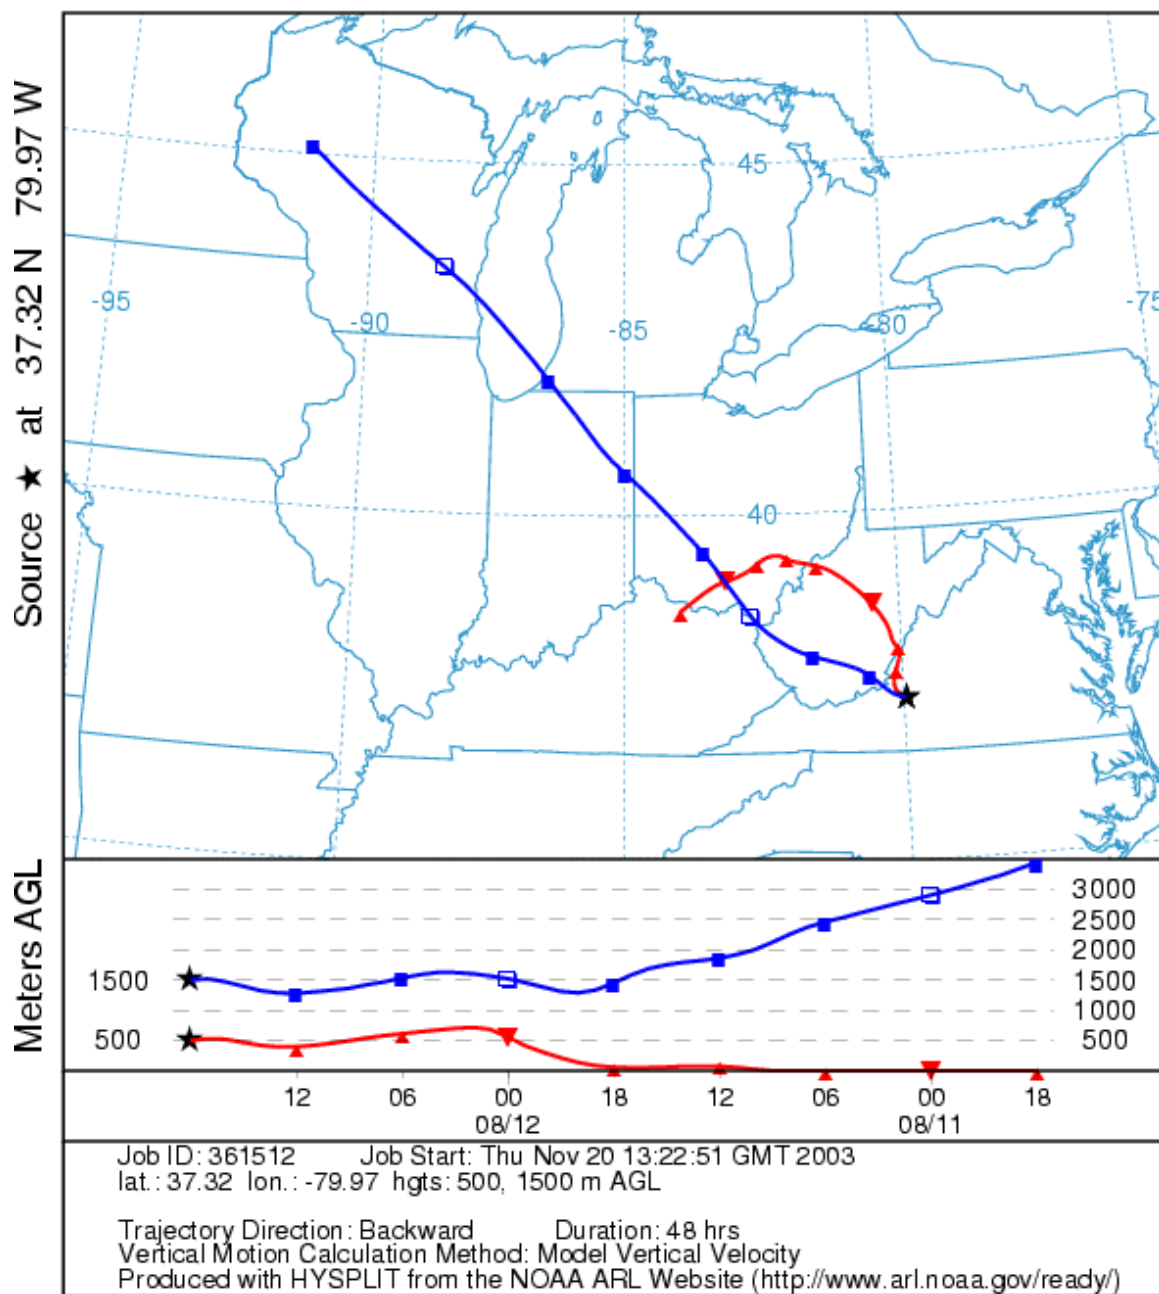 Source ★ at 37.32 N 79.97 W
45
-95
-90
-85
-80
-75
40
Meters AGL
1500
500
3000
2500
2000
1500
1000
500
12 06 00 18 12 06 00 18
08/12 08/11
Job ID: 361512 Job Start: Thu Nov 20 13:22:51 GMT 2003
lat.: 37.32 lon.: -79.97 hgts: 500, 1500 m AGL
Trajectory Direction: Backward Duration: 48 hrs
Vertical Motion Calculation Method: Model Vertical Velocity
Produced with HYSPLIT from the NOAA ARL Website (http://www.arl.noaa.gov/ready/)